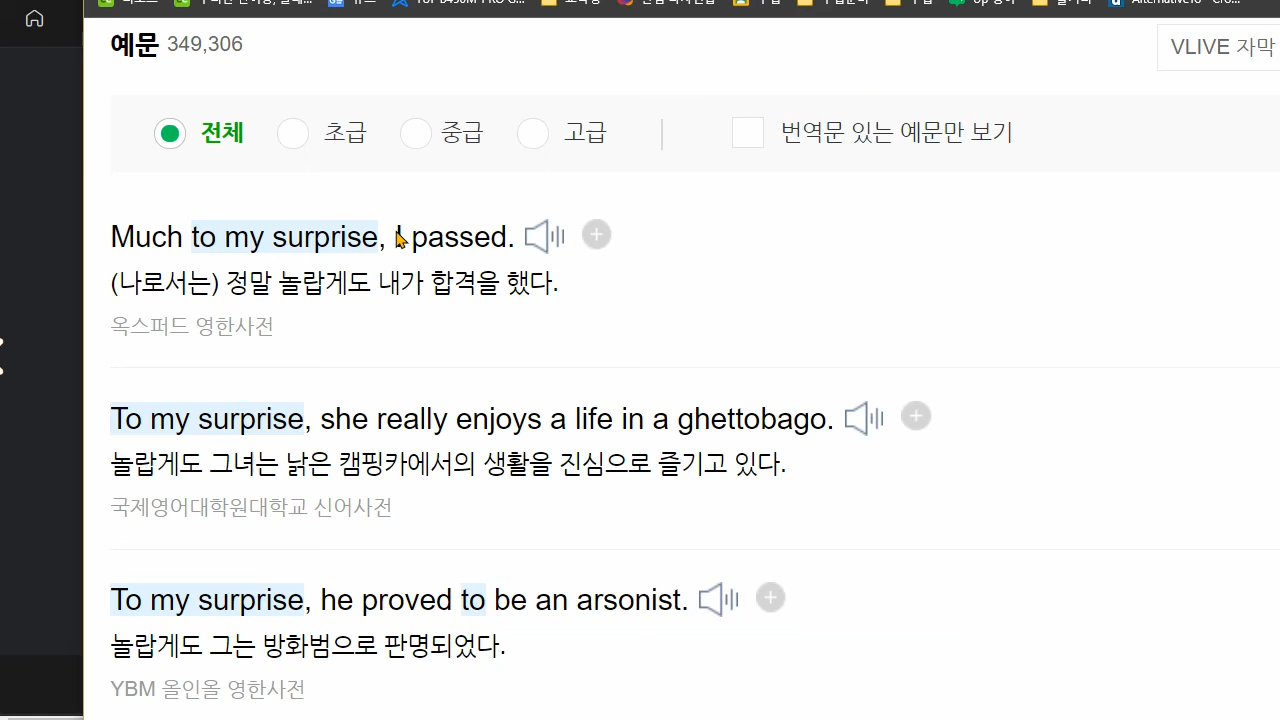 예문 349,306
VLIVE 자막
전체 초급 중급 고급 번역문 있는 예문만 보기
Much to my surprise, I passed.
(나로서는) 정말 놀랍게도 내가 합격을 했다.
옥스퍼드 영한사전
To my surprise, she really enjoys a life in a ghettobago.
놀랍게도 그녀는 낡은 캠핑카에서의 생활을 진심으로 즐기고 있다.
국제영어대학원대학교 신어사전
To my surprise, he proved to be an arsonist.
놀랍게도 그는 방화범으로 판명되었다.
YBM 올인올 영한사전